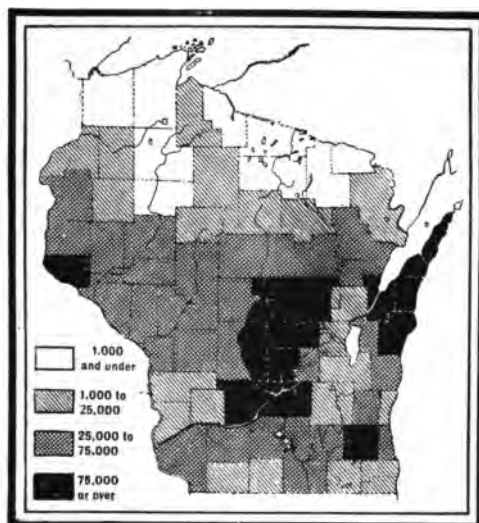 1.000
and under
1,000 to
25,000
25,000 to
75,000
75,000
or over